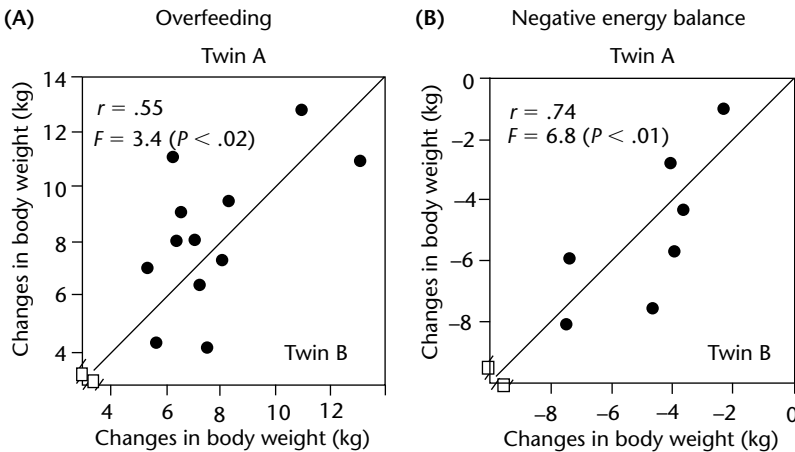 (A) Overfeeding
Twin A
Changes in body weight (kg)
14
12
10
8
6
4
r = .55
F = 3.4 (P < .02)
Twin B
4 6 8 10 12
Changes in body weight (kg)
(B) Negative energy balance
Twin A
Changes in body weight (kg)
0
–2
–4
–6
–8
r = .74
F = 6.8 (P < .01)
Twin B
–8 –6 –4 –2 0
Changes in body weight (kg)